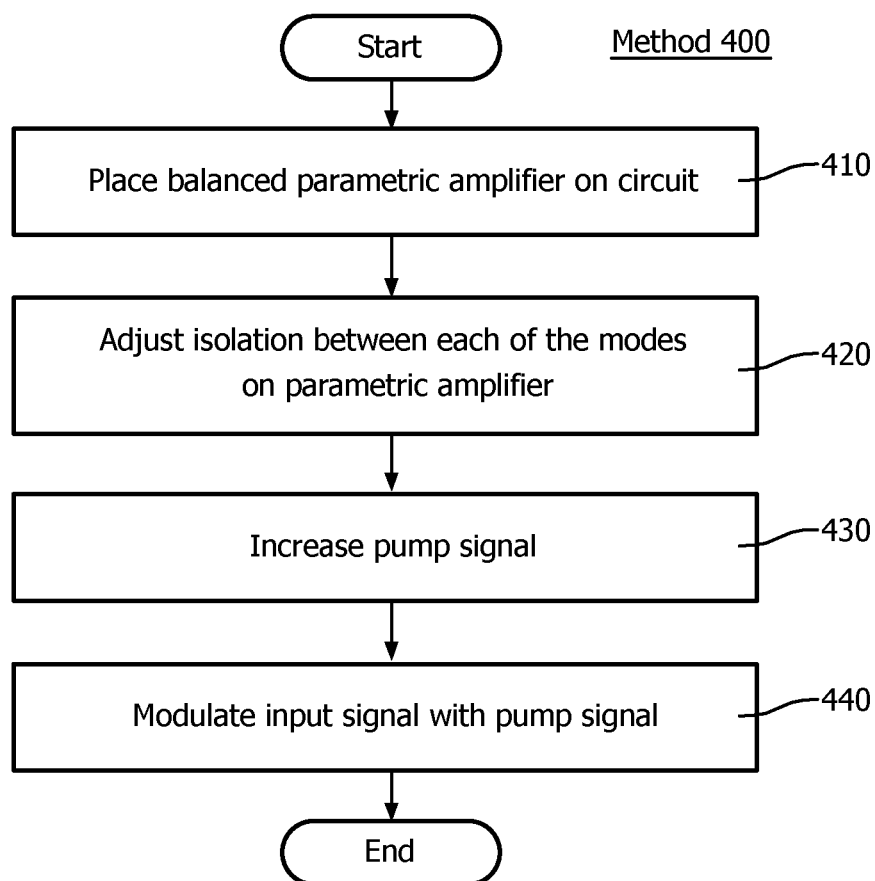 Start
Method 400
Place balanced parametric amplifier on circuit
410
Adjust isolation between each of the modes
on parametric amplifier
420
Increase pump signal
430
Modulate input signal with pump signal
440
End